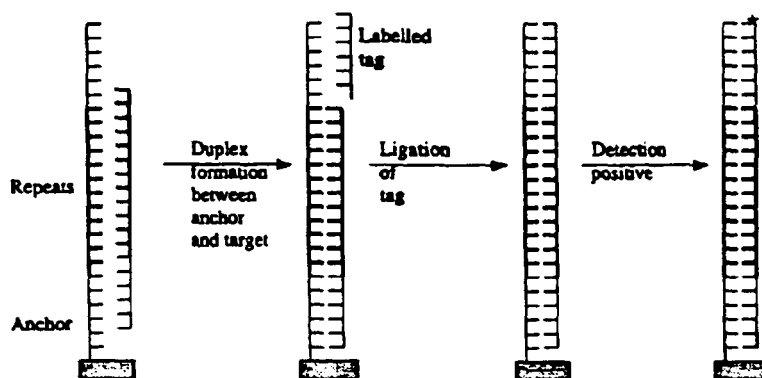 Repeats
Anchor
Duplex
formation
between
anchor
and target
Labelled
tag
Ligation
of
tag
Detection
positive
*